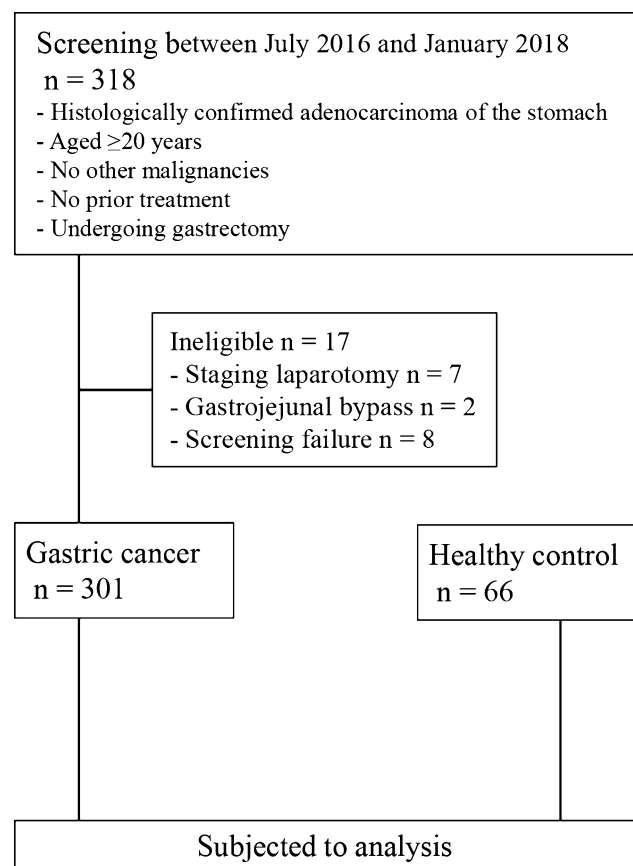 Screening between July 2016 and January 2018
n = 318
- Histologically confirmed adenocarcinoma of the stomach
- Aged ≥20 years
- No other malignancies
- No prior treatment
- Undergoing gastrectomy
Ineligible n = 17
- Staging laparotomy n = 7
- Gastrojejunal bypass n = 2
- Screening failure n = 8
Gastric cancer
n = 301
Healthy control
n = 66
Subjected to analysis